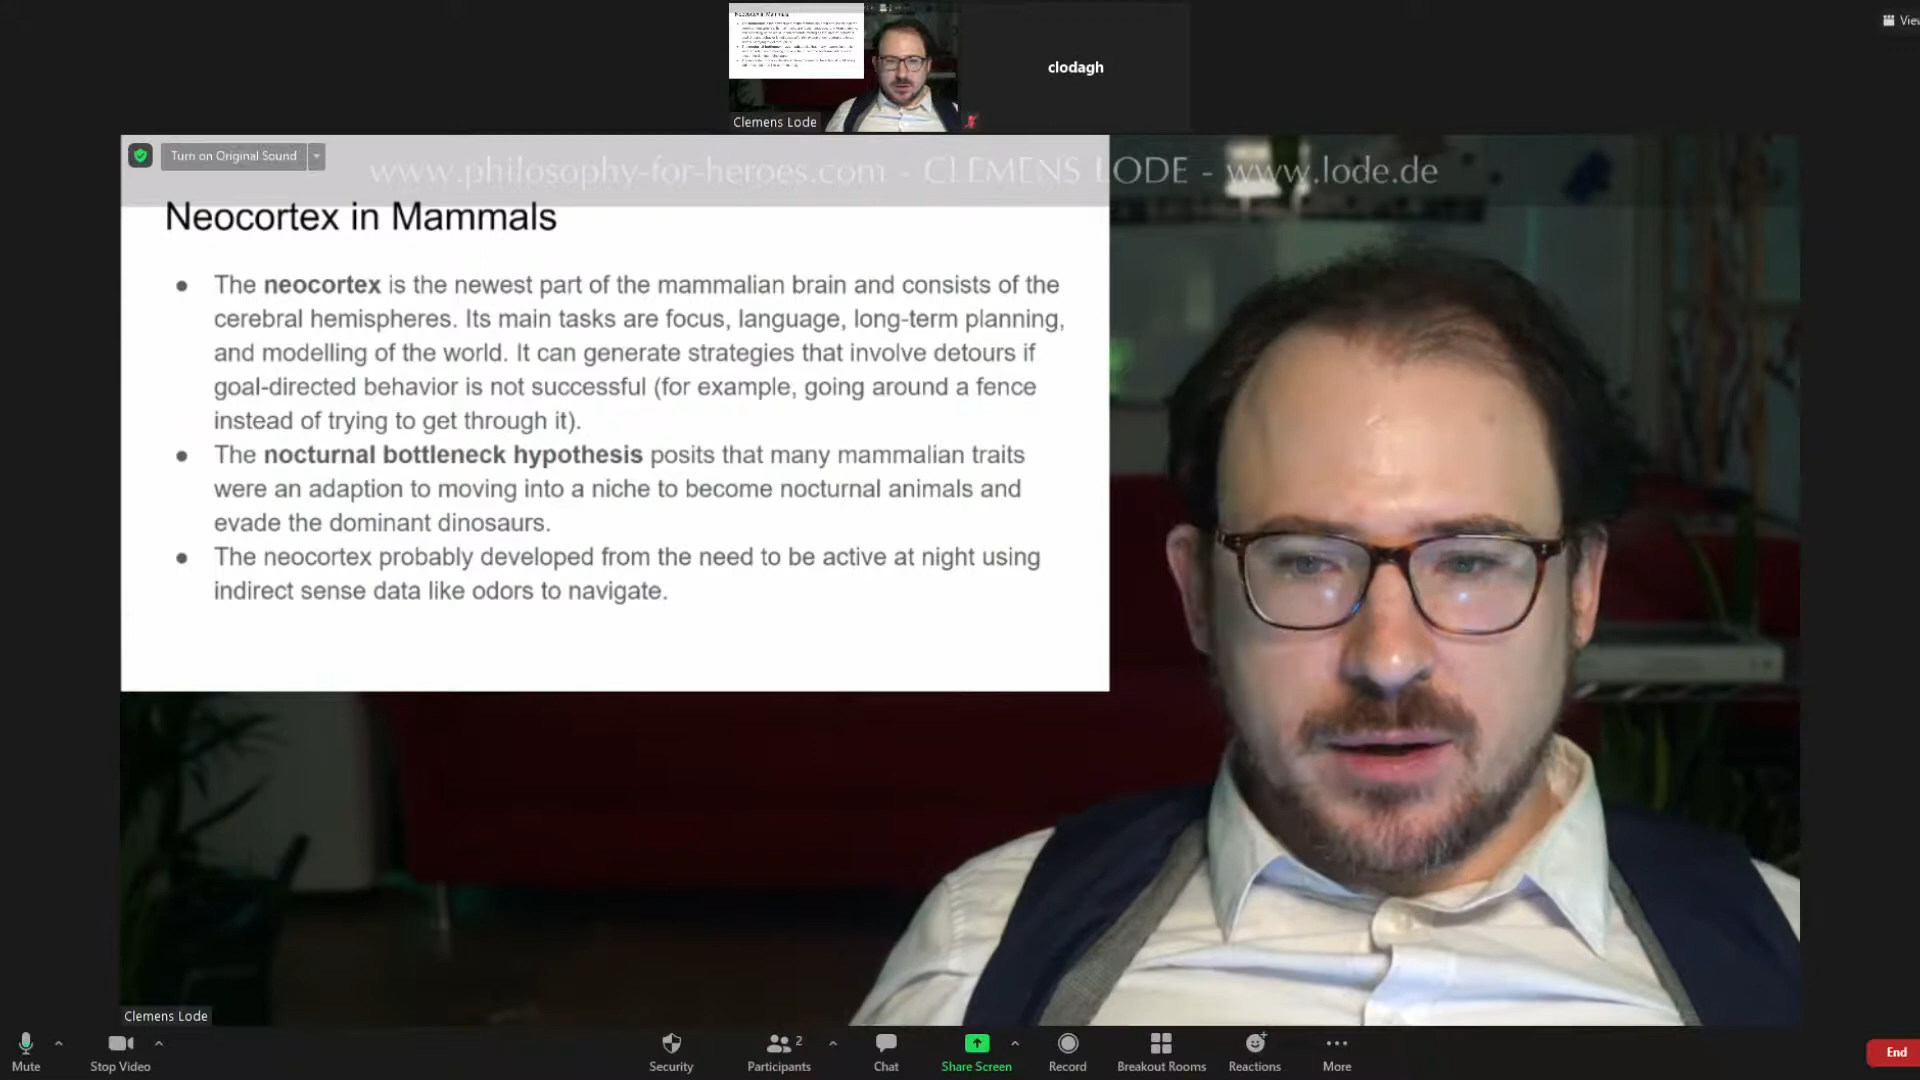 Neocortex in Mammals
View
clodagh
Clemens Lode
Turn on Original Sound
www.philosophy-for-heroes.com - CLEMENS LODE - www.lode.de
Neocortex in Mammals
● The neocortex is the newest part of the mammalian brain and consists of the
cerebral hemispheres. Its main tasks are focus, language, long-term planning,
and modelling of the world. It can generate strategies that involve detours if
goal-directed behavior is not successful (for example, going around a fence
instead of trying to get through it).
● The nocturnal bottleneck hypothesis posits that many mammalian traits
were an adaption to moving into a niche to become nocturnal animals and
evade the dominant dinosaurs.
● The neocortex probably developed from the need to be active at night using
indirect sense data like odors to navigate.
Clemens Lode
2
Mute
Stop Video
Security
Participants
Chat
Share Screen
Record
Breakout Rooms
Reactions
More
End